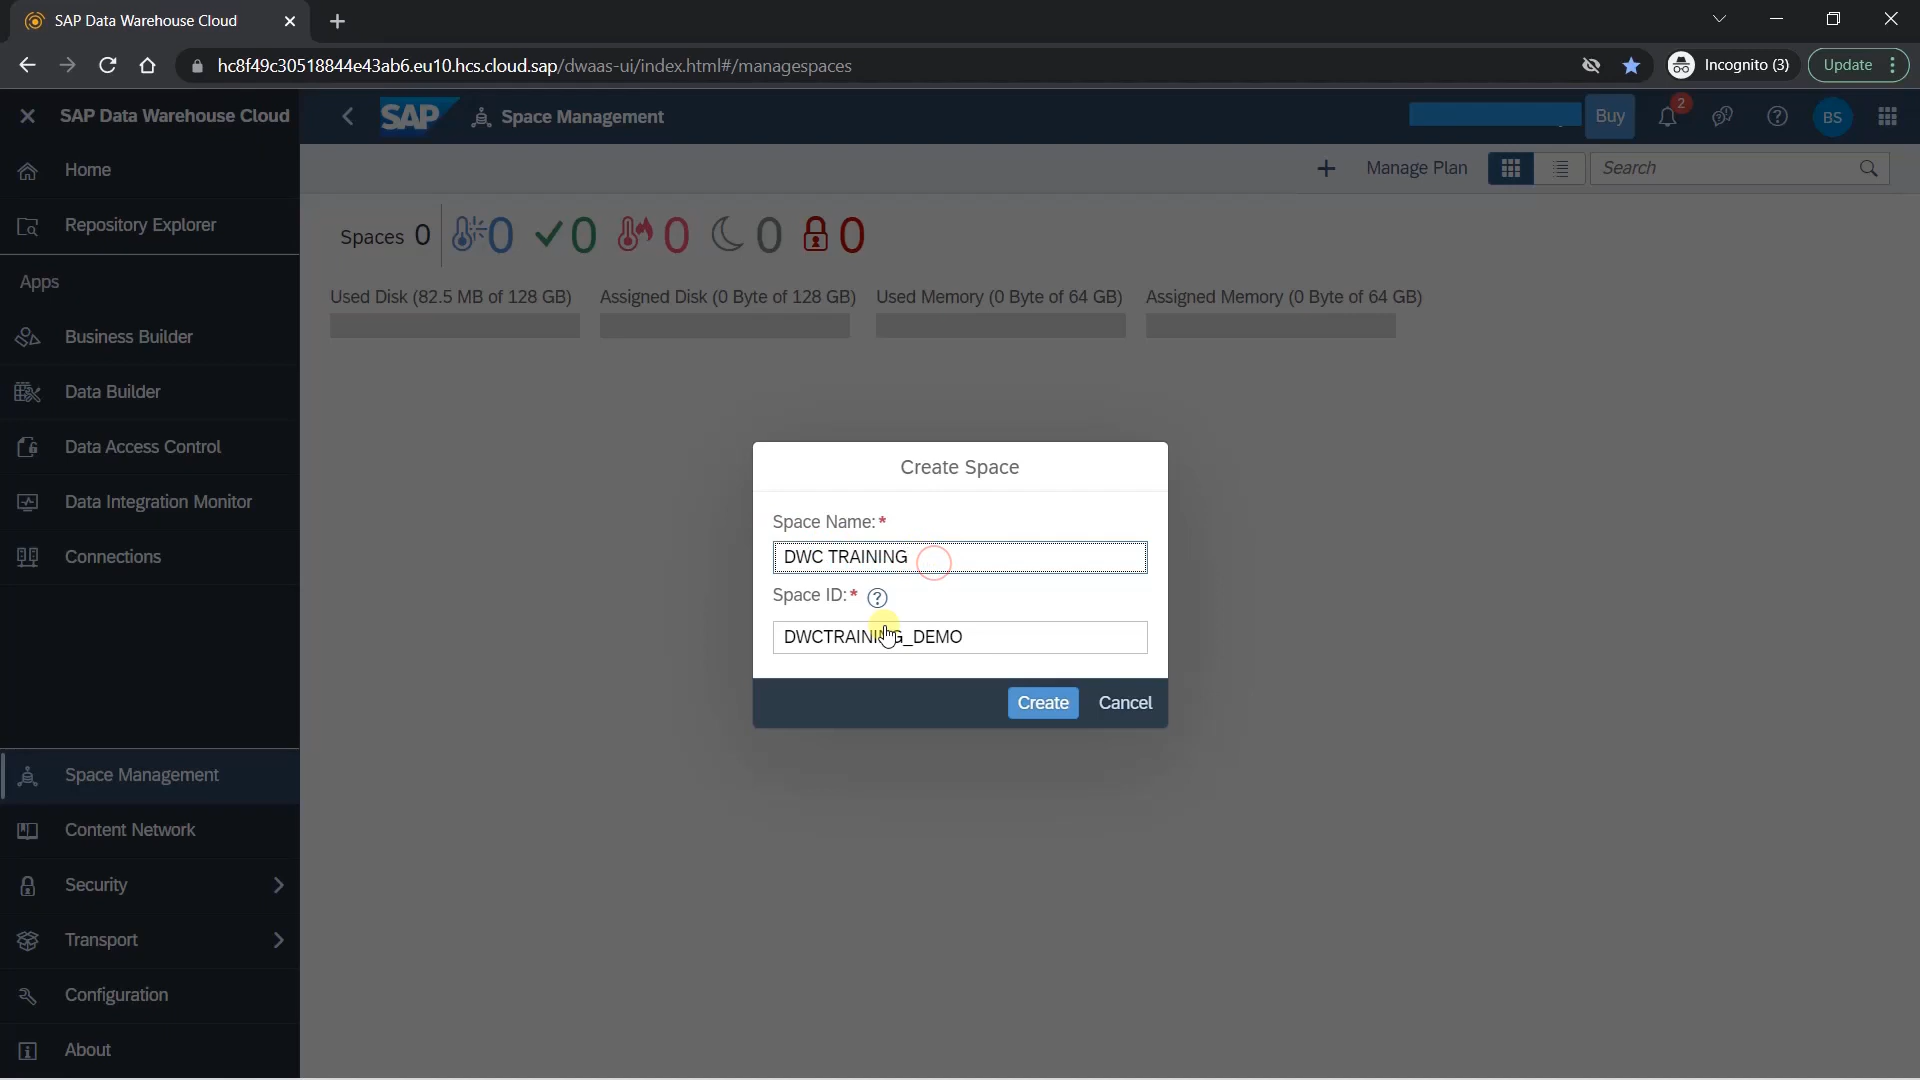 SAP Data Warehouse Cloud
hc8f49c30518844e43ab6.eu10.hcs.cloud.sap/dwaas-ui/index.html#/managespaces
Incognito (3)
Update
SAP Data Warehouse Cloud
SAP
Space Management
Buy
2
BS
Home
Manage Plan
Search
Repository Explorer
Spaces 0
0
0
0
0
0
Apps
Used Disk (82.5 MB of 128 GB)
Assigned Disk (0 Byte of 128 GB)
Used Memory (0 Byte of 64 GB)
Assigned Memory (0 Byte of 64 GB)
Business Builder
Data Builder
Data Access Control
Data Integration Monitor
Connections
Create Space
Space Name:*
DWC TRAINING
Space ID:*
DWCTRAINING_DEMO
Create
Cancel
Space Management
Content Network
Security
Transport
Configuration
About